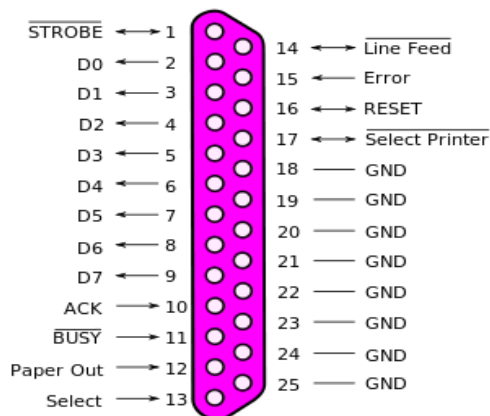 STROBE 1
D0 2
D1 3
D2 4
D3 5
D4 6
D5 7
D6 8
D7 9
ACK 10
BUSY 11
Paper Out 12
Select 13
14 Line Feed
15 Error
16 RESET
17 Select Printer
18 GND
19 GND
20 GND
21 GND
22 GND
23 GND
24 GND
25 GND